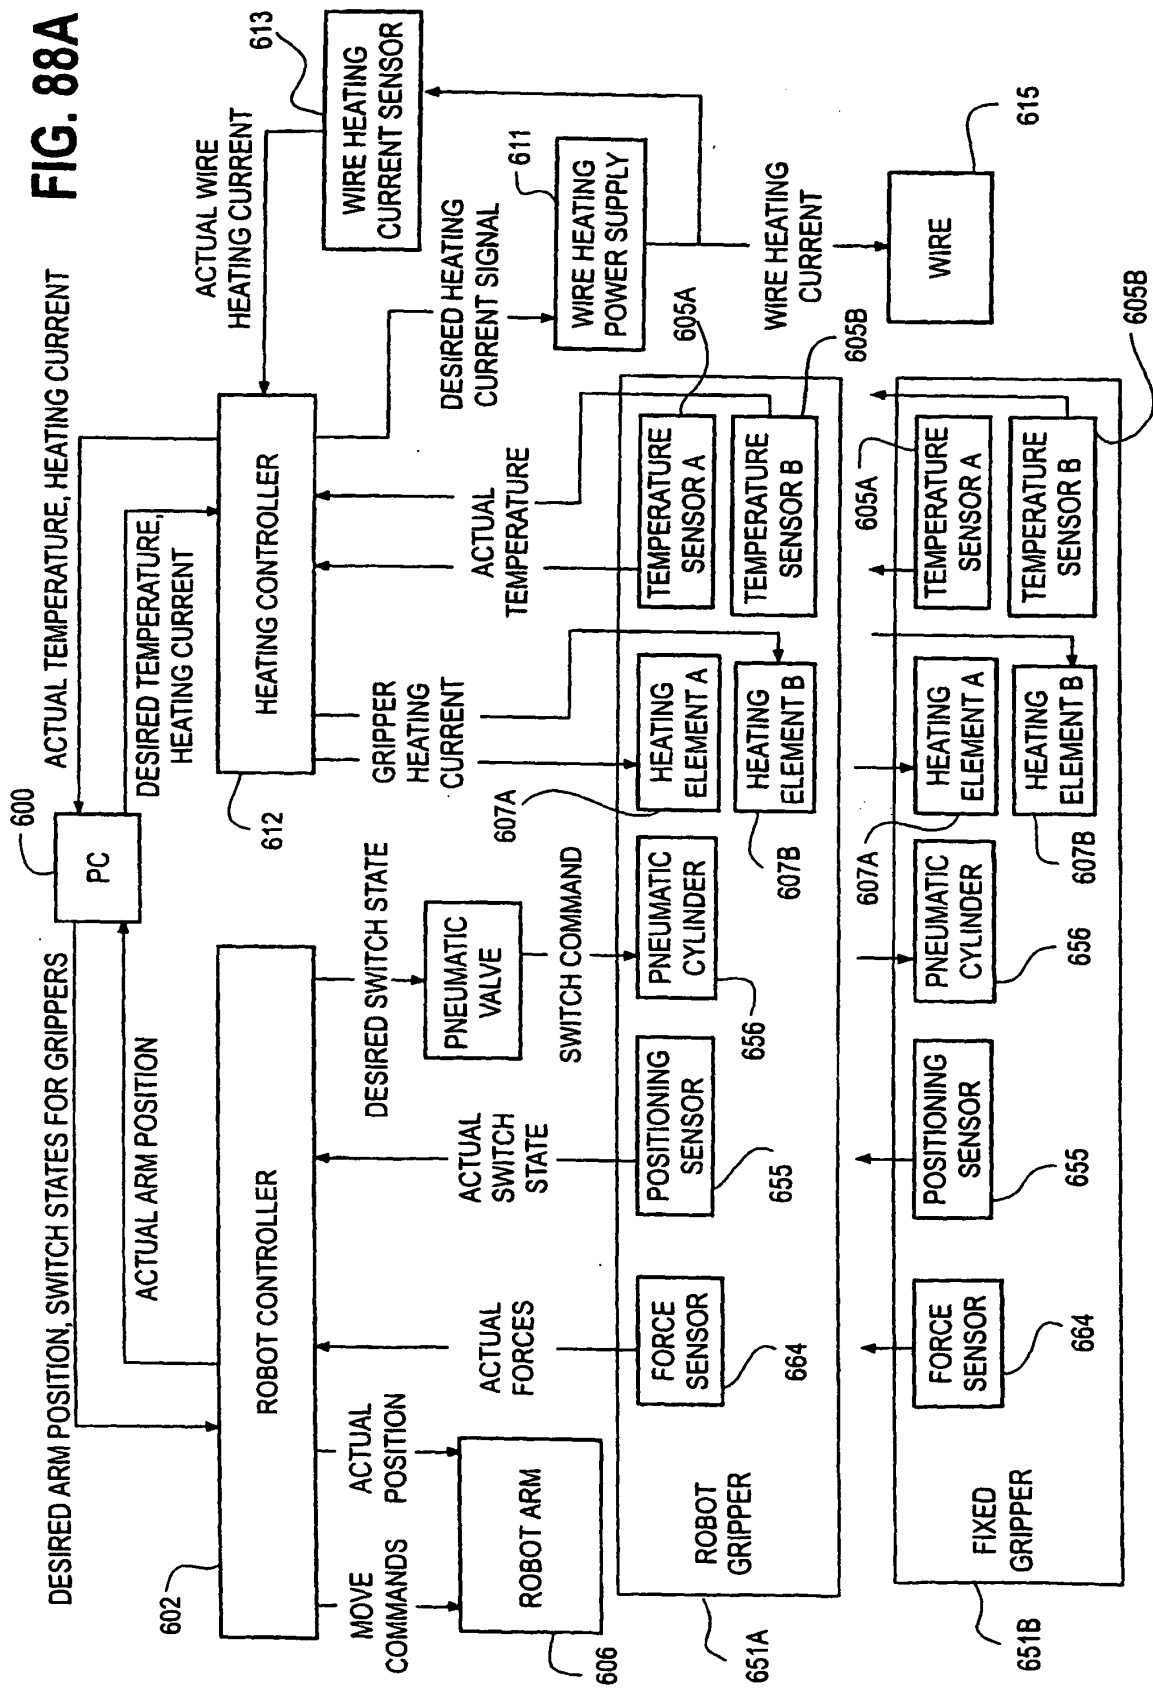 FIG. 88A
DESIRED ARM POSITION, SWITCH STATES FOR GRIPPERS
600
PC
ACTUAL TEMPERATURE, HEATING CURRENT
ACTUAL ARM POSITION
DESIRED TEMPERATURE,
HEATING CURRENT
ACTUAL WIRE
HEATING CURRENT
613
WIRE HEATING
CURRENT SENSOR
602
ROBOT CONTROLLER
612
HEATING CONTROLLER
MOVE
COMMANDS
ACTUAL
POSITION
ACTUAL
FORCES
ACTUAL
SWITCH
STATE
DESIRED SWITCH STATE
PNEUMATIC
VALVE
SWITCH COMMAND
GRIPPER
HEATING
CURRENT
ACTUAL
TEMPERATURE
DESIRED HEATING
CURRENT SIGNAL
611
WIRE HEATING
POWER SUPPLY
WIRE HEATING
CURRENT
615
WIRE
606
ROBOT ARM
651A
ROBOT
GRIPPER
FORCE
SENSOR
664
POSITIONING
SENSOR
655
PNEUMATIC
CYLINDER
656
607A
HEATING
ELEMENT A
HEATING
ELEMENT B
607B
TEMPERATURE
SENSOR A
605A
TEMPERATURE
SENSOR B
605B
651B
FIXED
GRIPPER
FORCE
SENSOR
664
POSITIONING
SENSOR
655
PNEUMATIC
CYLINDER
656
607A
HEATING
ELEMENT A
HEATING
ELEMENT B
607B
605A
TEMPERATURE
SENSOR A
TEMPERATURE
SENSOR B
605B